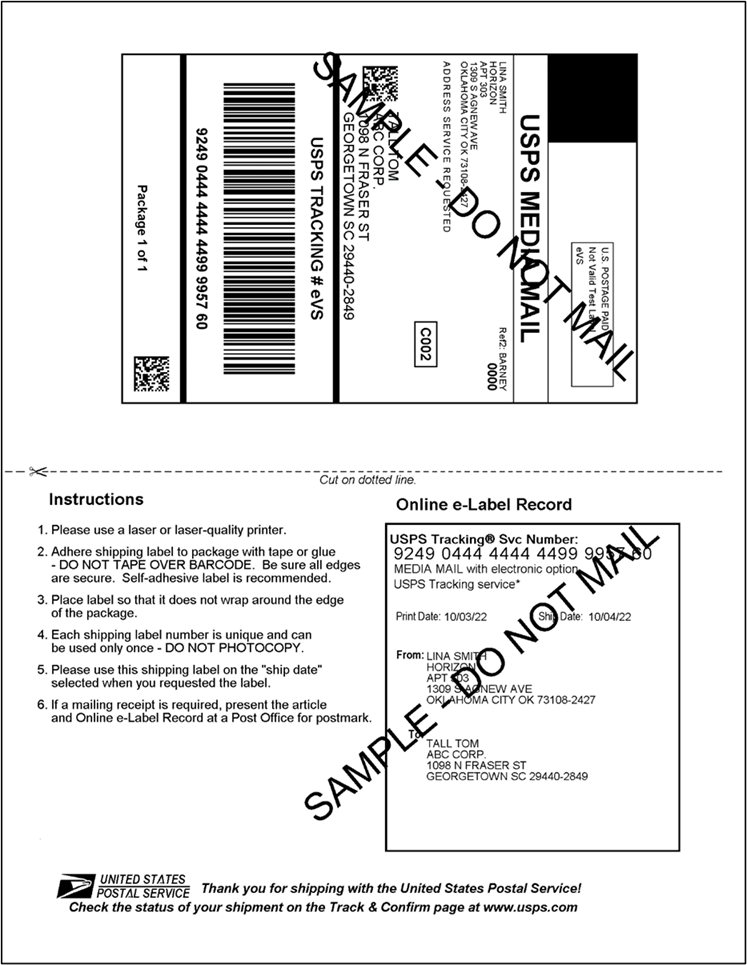 U.S. POSTAGE PAID
Not Valid Test Label
eVS
USPS MEDIA MAIL
LINA SMITH
HORIZON
APT 303
1309 S AGNEW AVE
OKLAHOMA CITY OK 73108-2427
ADDRESS SERVICE REQUESTED
Ref2: BARNEY
0000
C002
TALL TOM
ABC CORP.
1098 N FRASER ST
GEORGETOWN SC 29440-2849
USPS TRACKING # eVS
9249 0444 4444 4499 9957 60
Package 1 of 1
SAMPLE - DO NOT MAIL
Cut on dotted line.
Instructions
1. Please use a laser or laser-quality printer.
2. Adhere shipping label to package with tape or glue
- DO NOT TAPE OVER BARCODE. Be sure all edges
are secure. Self-adhesive label is recommended.
3. Place label so that it does not wrap around the edge
of the package.
4. Each shipping label number is unique and can
be used only once - DO NOT PHOTOCOPY.
5. Please use this shipping label on the "ship date"
selected when you requested the label.
6. If a mailing receipt is required, present the article
and Online e-Label Record at a Post Office for postmark.
Online e-Label Record
USPS Tracking® Svc Number:
9249 0444 4444 4499 9957 60
MEDIA MAIL with electronic option
USPS Tracking service*
Print Date: 10/03/22 Ship Date: 10/04/22
From: LINA SMITH
HORIZON
APT 303
1309 S AGNEW AVE
OKLAHOMA CITY OK 73108-2427
To:
TALL TOM
ABC CORP.
1098 N FRASER ST
GEORGETOWN SC 29440-2849
SAMPLE - DO NOT MAIL
UNITED STATES
POSTAL SERVICE
Thank you for shipping with the United States Postal Service!
Check the status of your shipment on the Track & Confirm page at www.usps.com